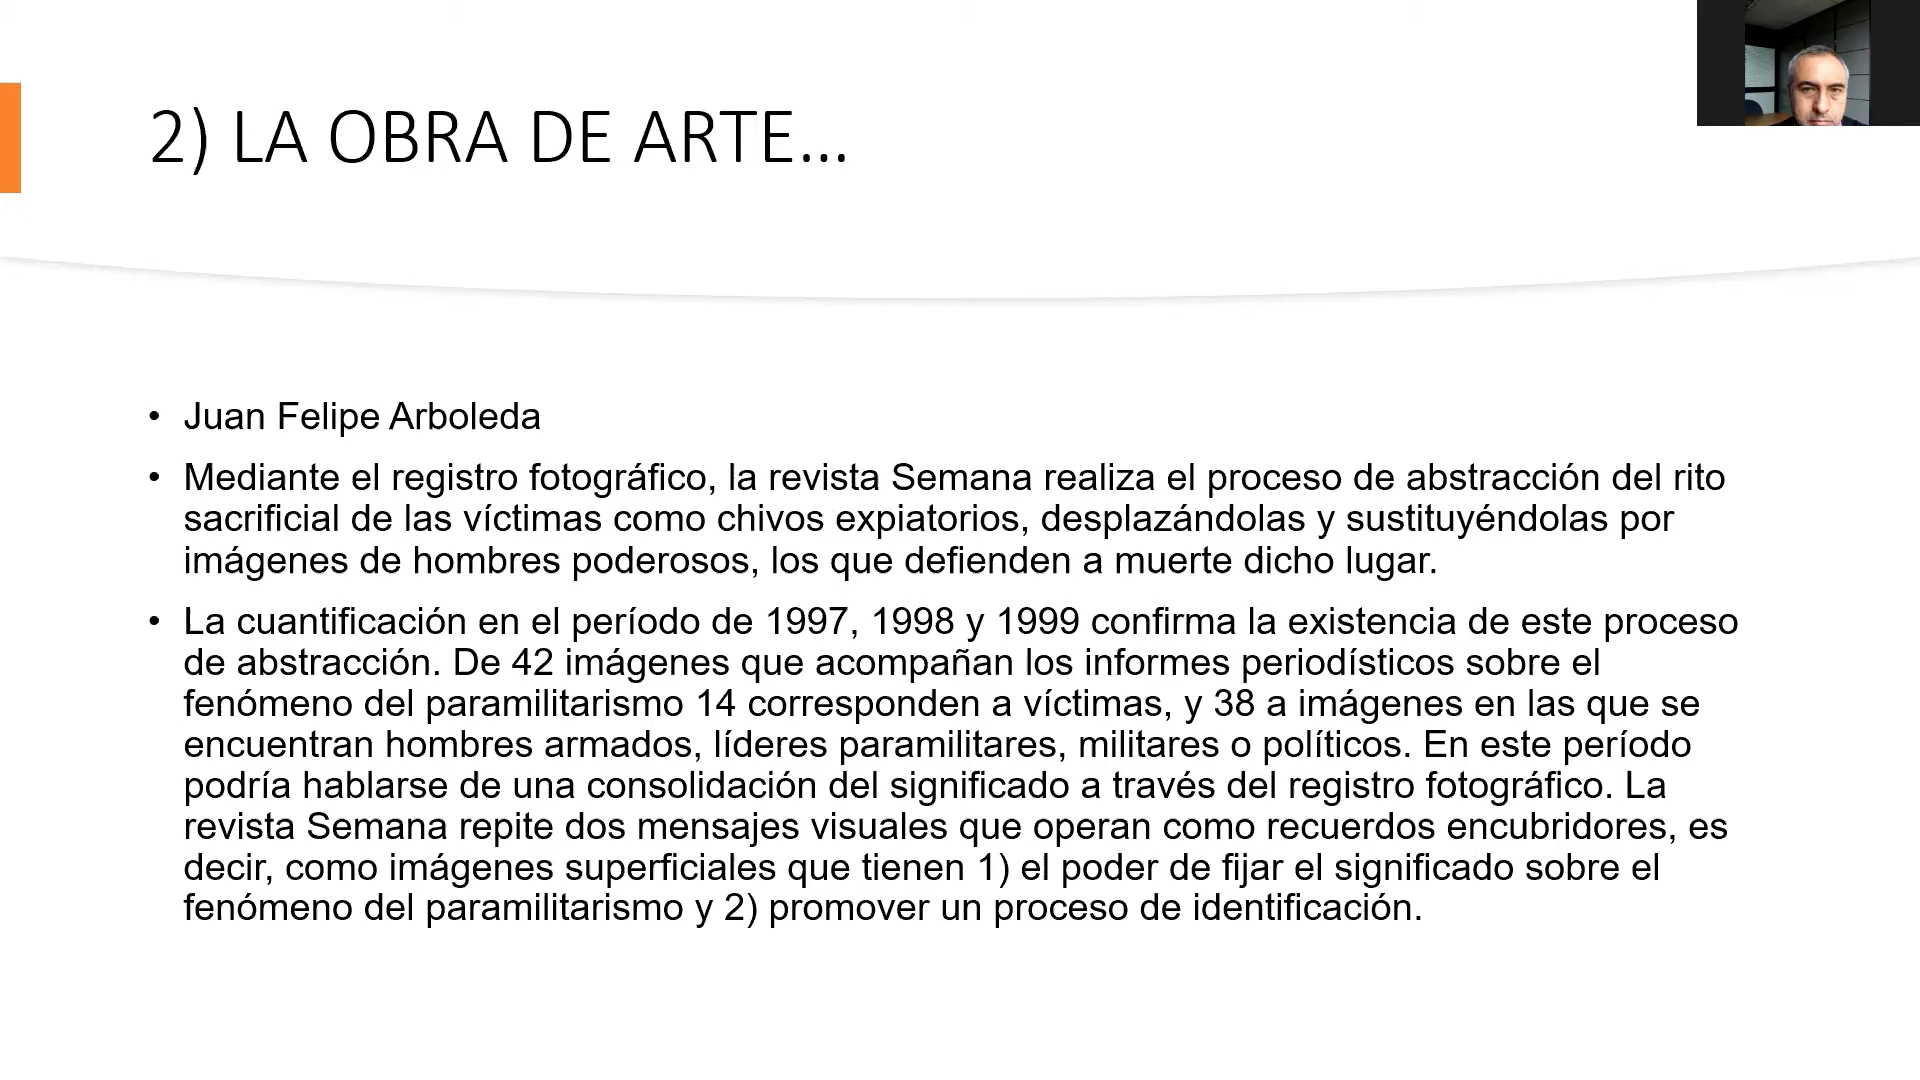 2) LA OBRA DE ARTE...
• Juan Felipe Arboleda
• Mediante el registro fotográfico, la revista Semana realiza el proceso de abstracción del rito
sacrificial de las víctimas como chivos expiatorios, desplazándolas y sustituyéndolas por
imágenes de hombres poderosos, los que defienden a muerte dicho lugar.
• La cuantificación en el período de 1997, 1998 y 1999 confirma la existencia de este proceso
de abstracción. De 42 imágenes que acompañan los informes periodísticos sobre el
fenómeno del paramilitarismo 14 corresponden a víctimas, y 38 a imágenes en las que se
encuentran hombres armados, líderes paramilitares, militares o políticos. En este período
podría hablarse de una consolidación del significado a través del registro fotográfico. La
revista Semana repite dos mensajes visuales que operan como recuerdos encubridores, es
decir, como imágenes superficiales que tienen 1) el poder de fijar el significado sobre el
fenómeno del paramilitarismo y 2) promover un proceso de identificación.